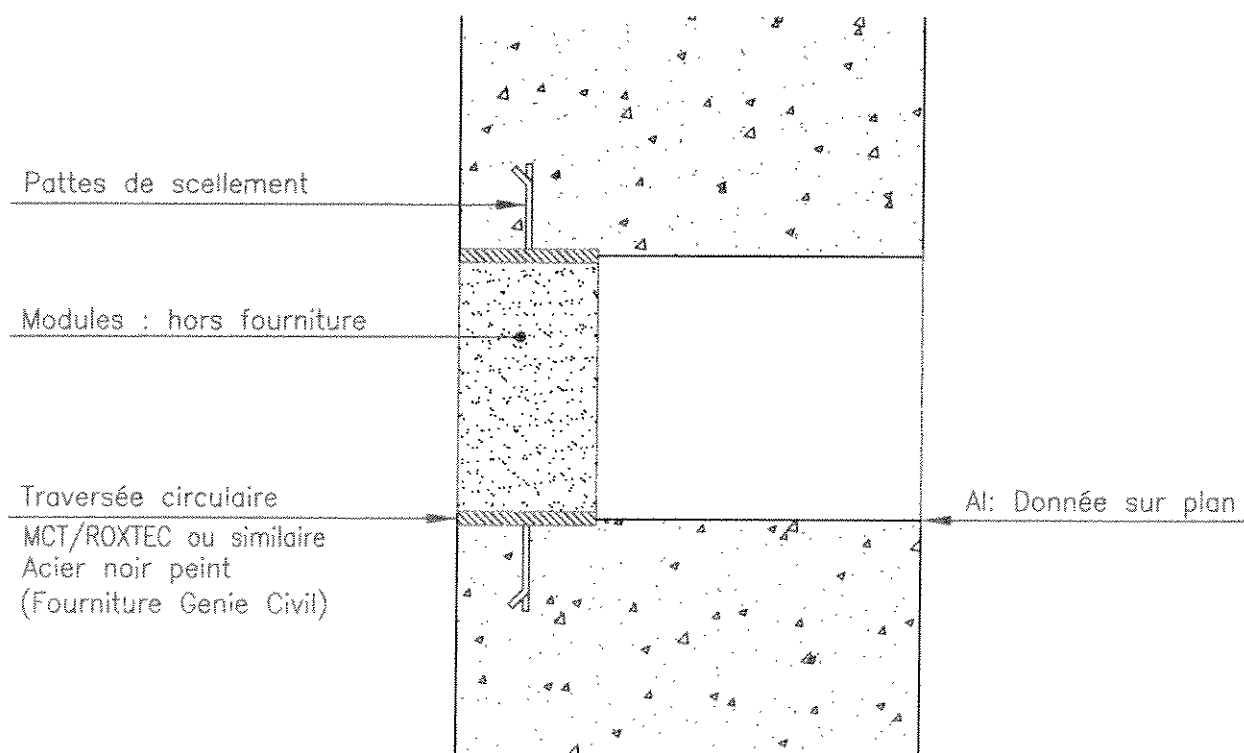 Pattes de scellement
Modules : hors fourniture
Traversée circulaire
MCT/ROXTEC ou similaire
Acier noir peint
(Fourniture Genie Civil)
AI: Donnée sur plan